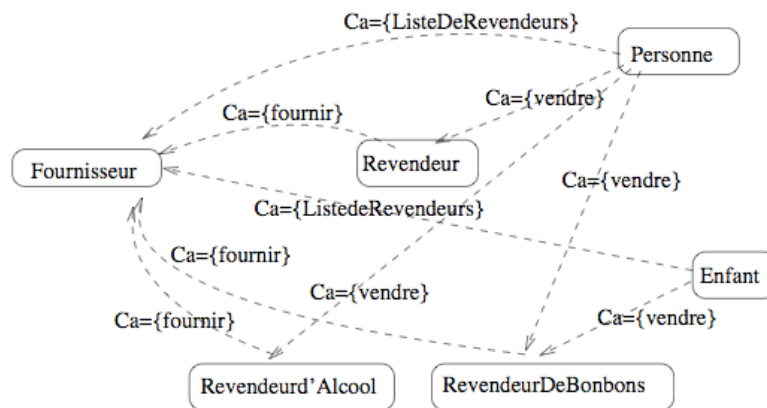 Ca={ListeDeRevendeurs}
Personne
Ca={fournir}
Ca={vendre}
Revendeur
Fournisseur
Ca={vendre}
Ca={ListedeRevendeurs}
Ca={fournir}
Enfant
Ca={vendre}
Ca={fournir}
Ca={vendre}
Revendeurd'Alcool
RevendeurDeBonbons